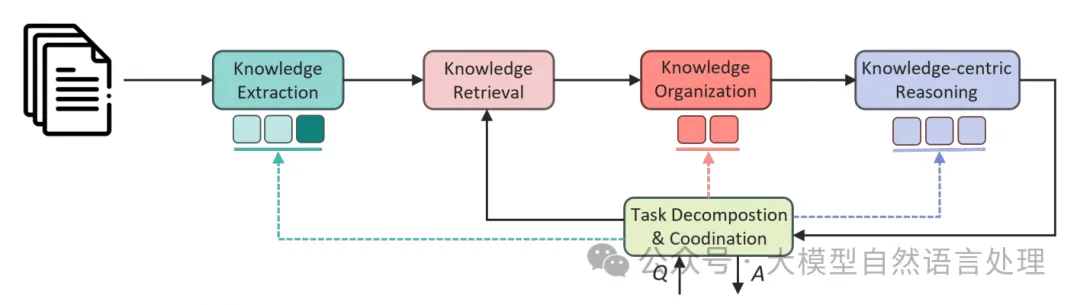 Knowledge
Extraction
Knowledge
Retrieval
Knowledge
Organization
Knowledge-centric
Reasoning
Task Decompostion
& Coodination
Q
A
公众号 · 大模型自然语言处理